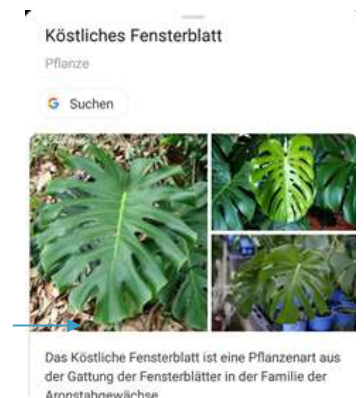 Köstliches Fensterblatt
Pflanze
G Suchen
Das Köstliche Fensterblatt ist eine Pflanzenart aus
der Gattung der Fensterblätter in der Familie der
Aronstabgewächse